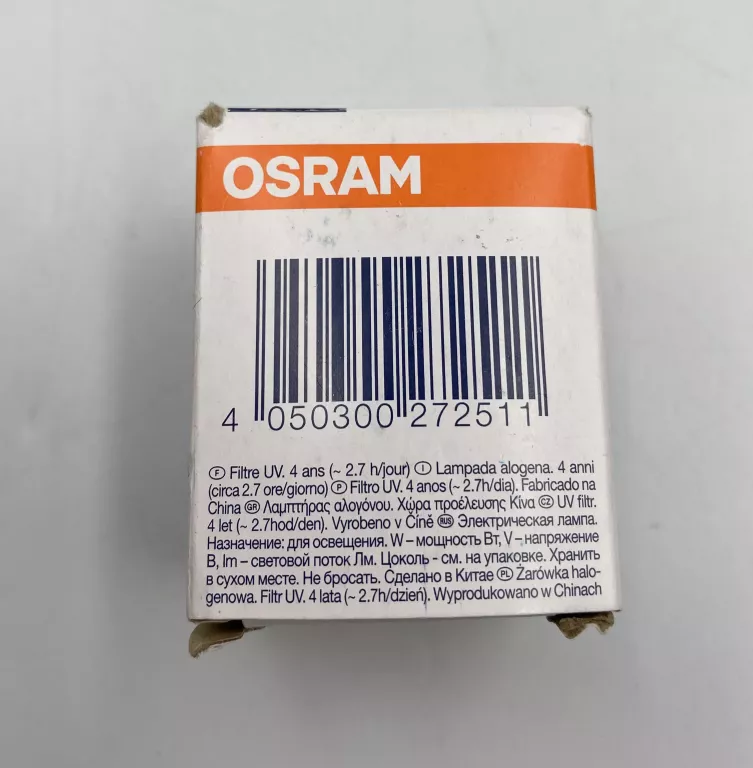 OSRAM
4 050300 272511
Ⓕ Filtre UV. 4 ans (~ 2.7 h/jour) Ⓘ Lampada alogena. 4 anni
(circa 2.7 ore/giorno) Ⓟ Filtro UV. 4 anos (~ 2.7h/dia). Fabricado na
China GR Λαμπτήρας αλογόνου. Χώρα προέλευσης Κίνα CZ UV filtr.
4 let (~ 2.7hod/den). Vyrobeno v Číně RUS Электрическая лампа.
Назначение: для освещения. W – мощность Вт, V – напряжение
В, lm – световой поток Лм. Цоколь - см. на упаковке. Хранить
в сухом месте. Не бросать. Сделано в Китае PL Żarówka halo-
genowa. Filtr UV. 4 lata (~ 2.7h/dzień). Wyprodukowano w Chinach